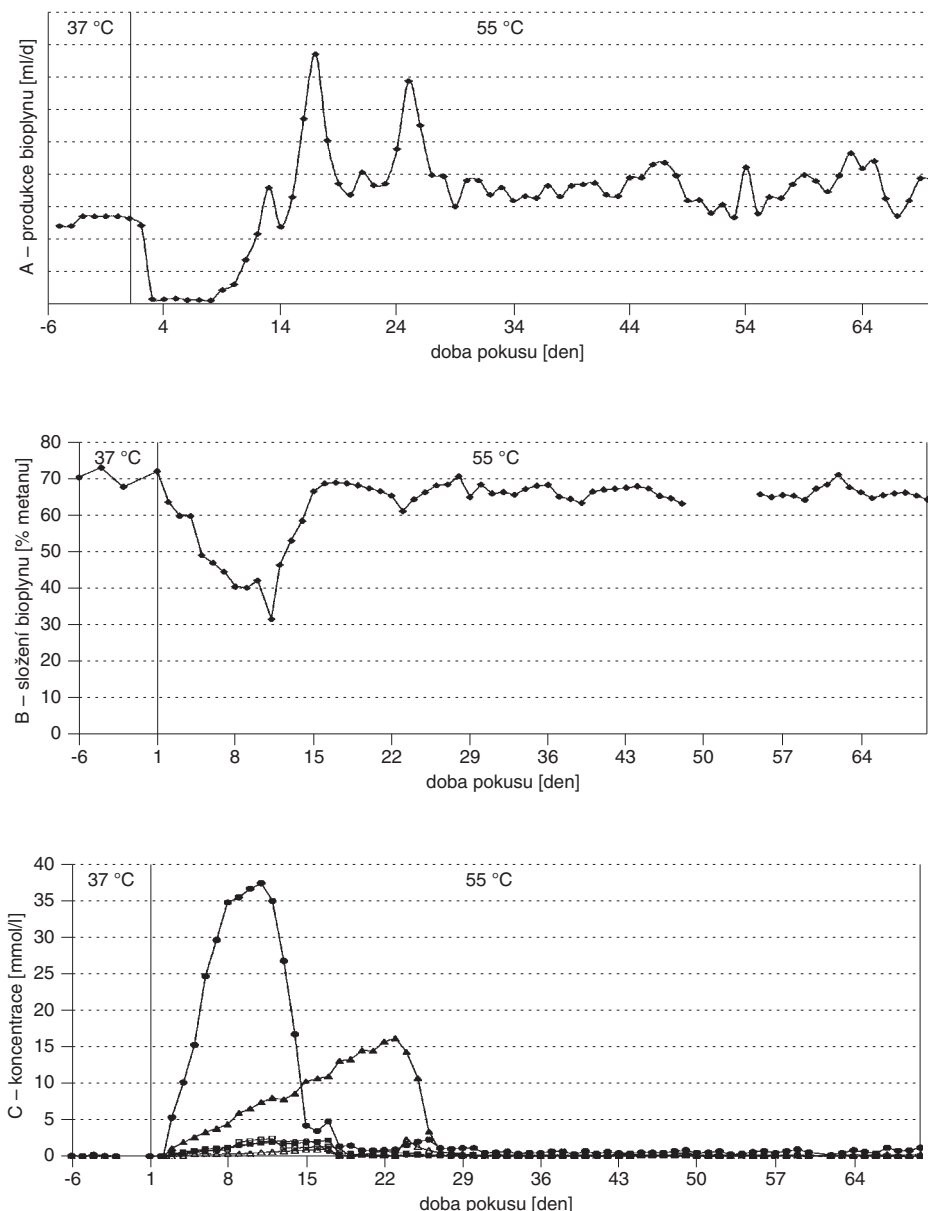 37 °C 55 °C
A – produkce bioplynu [ml/d]
-6 4 14 24 34 44 54 64
doba pokusu [den]
80
37 °C 55 °C
70
60
50
40
30
20
10
0
B – složení bioplynu [% metanu]
-6 1 8 15 22 29 36 43 50 57 64
doba pokusu [den]
40
37 °C 55 °C
35
30
25
20
15
10
5
0
C – koncentrace [mmol/l]
-6 1 8 15 22 29 36 43 50 57 64
doba pokusu [den]